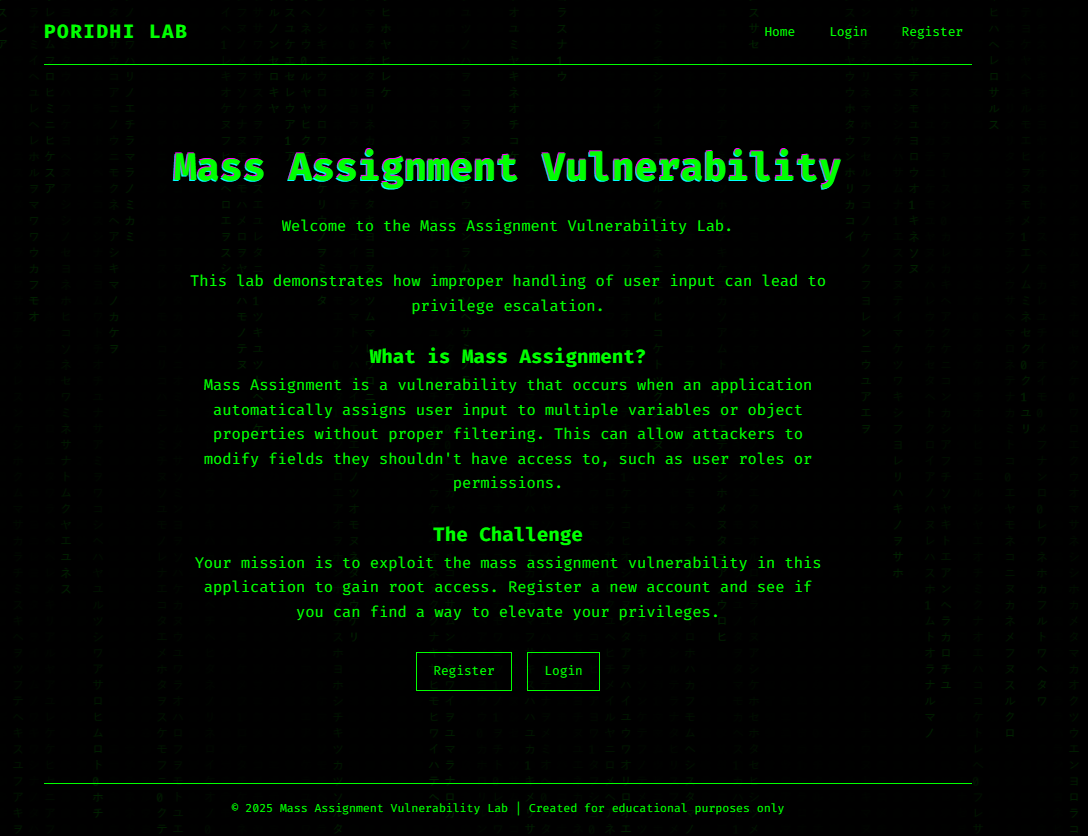 PORIDHI LAB
Home Login Register
Mass Assignment Vulnerability
Welcome to the Mass Assignment Vulnerability Lab.
This lab demonstrates how improper handling of user input can lead to
privilege escalation.
What is Mass Assignment?
Mass Assignment is a vulnerability that occurs when an application
automatically assigns user input to multiple variables or object
properties without proper filtering. This can allow attackers to
modify fields they shouldn't have access to, such as user roles or
permissions.
The Challenge
Your mission is to exploit the mass assignment vulnerability in this
application to gain root access. Register a new account and see if
you can find a way to elevate your privileges.
Register Login
© 2025 Mass Assignment Vulnerability Lab | Created for educational purposes only